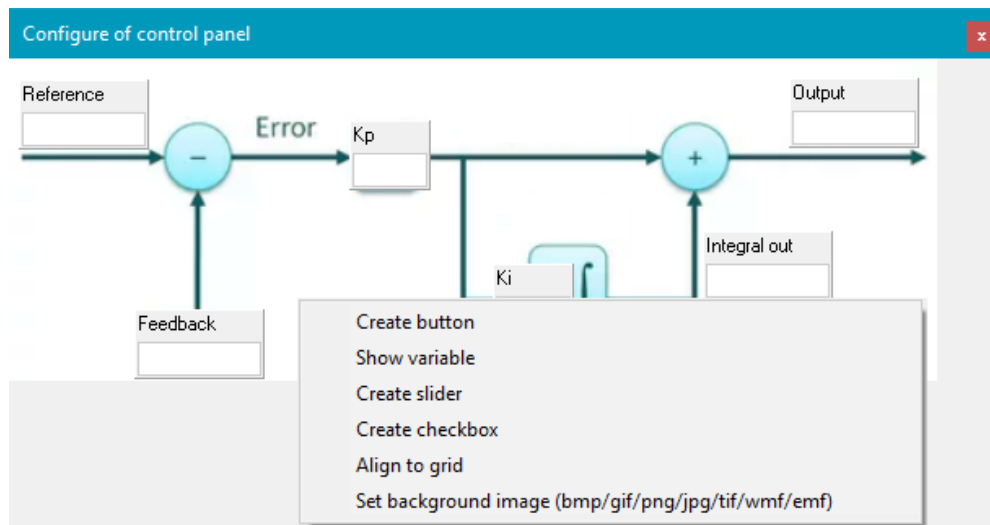 Configure of control panel
x
Reference
Output
Error
Kp
−
+
Integral out
Ki
∫
Feedback
Create button
Show variable
Create slider
Create checkbox
Align to grid
Set background image (bmp/gif/png/jpg/tif/wmf/emf)